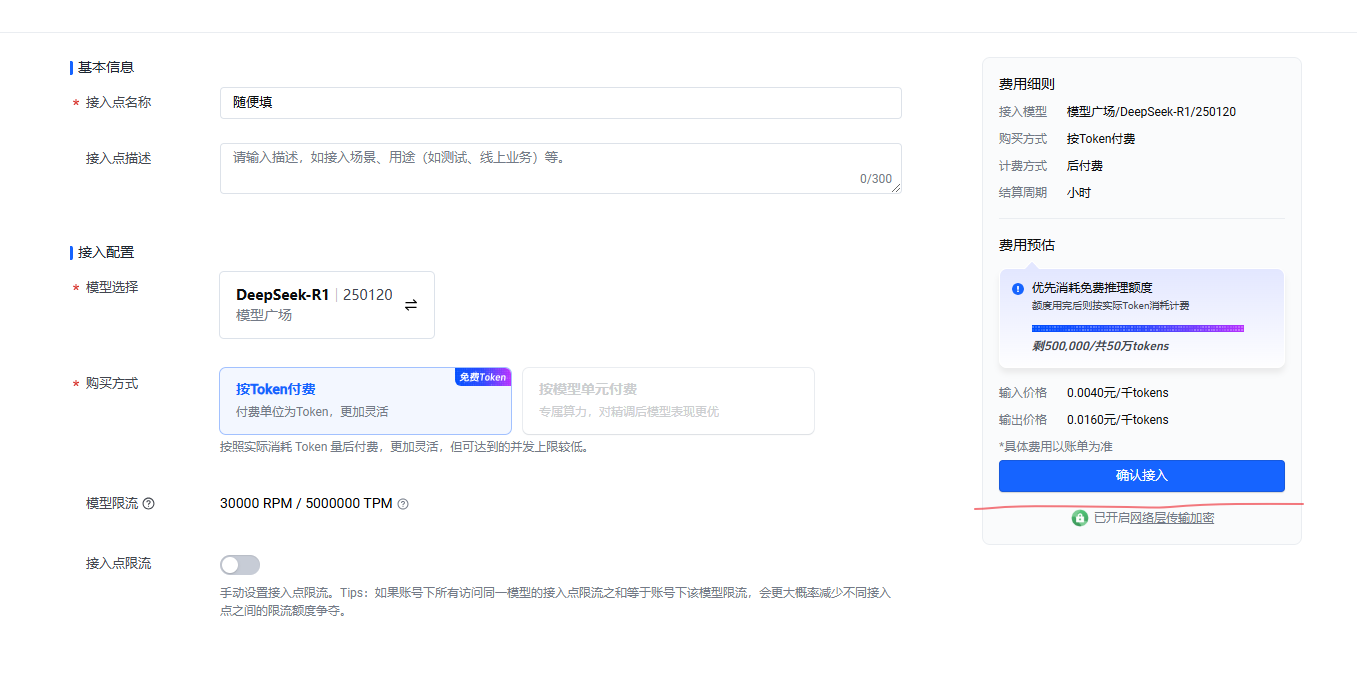 基本信息
* 接入点名称
随便填
接入点描述
请输入描述，如接入场景、用途（如测试、线上业务）等。
0/300
接入配置
* 模型选择
DeepSeek-R1 | 250120
模型广场
* 购买方式
按Token付费
免费Token
付费单位为Token，更加灵活
按模型单元付费
专属算力，对精调后模型表现更优
按照实际消耗 Token 量后付费，更加灵活，但可达到的并发上限较低。
模型限流
30000 RPM / 5000000 TPM
接入点限流
手动设置接入点限流。Tips：如果账号下所有访问同一模型的接入点限流之和等于账号下该模型限流，会更大概率减少不同接入
点之间的限流额度争夺。
费用细则
接入模型 模型广场/DeepSeek-R1/250120
购买方式 按Token付费
计费方式 后付费
结算周期 小时
费用预估
优先消耗免费推理额度
额度用完后则按实际Token消耗计费
剩500,000/共50万tokens
输入价格 0.0040元/千tokens
输出价格 0.0160元/千tokens
*具体费用以账单为准
确认接入
已开启网络层传输加密